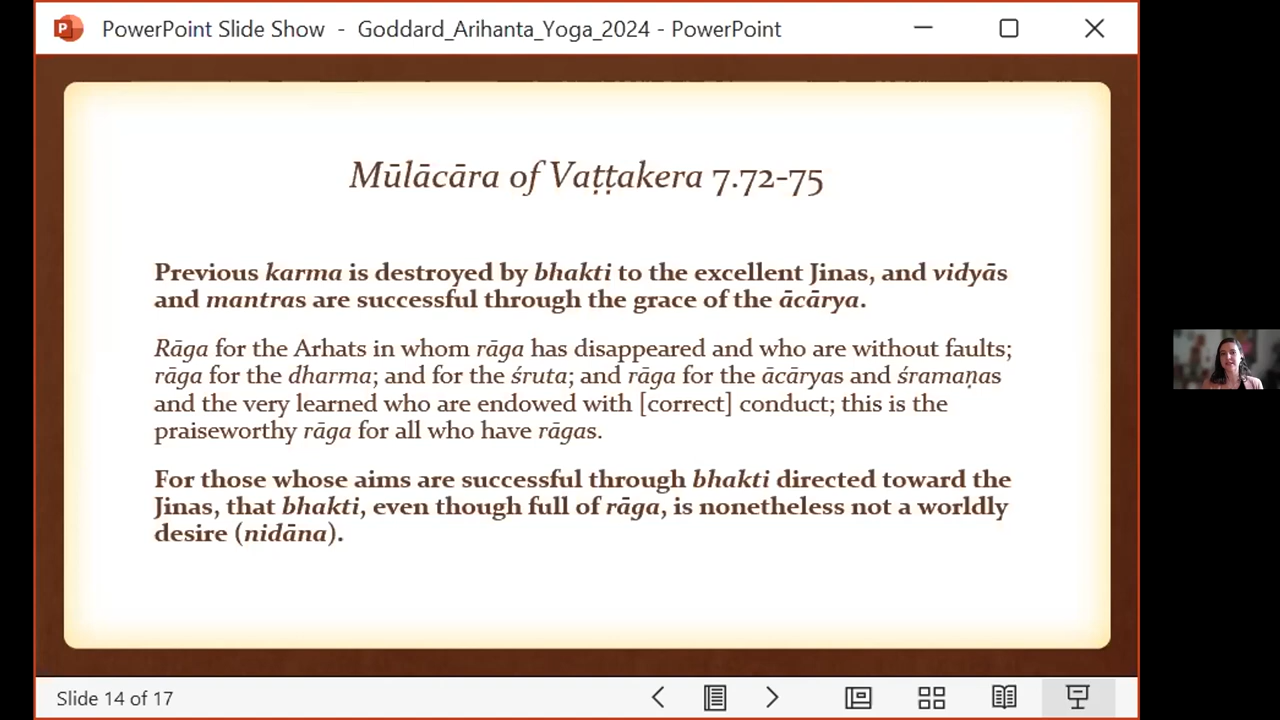 PowerPoint Slide Show - Goddard_Arihanta_Yoga_2024 - PowerPoint
Mūlācāra of Vaṭṭakera 7.72-75
Previous karma is destroyed by bhakti to the excellent Jinas, and vidyās
and mantras are successful through the grace of the ācārya.
Rāga for the Arhats in whom rāga has disappeared and who are without faults;
rāga for the dharma; and for the śruta; and rāga for the ācāryas and śramaṇas
and the very learned who are endowed with [correct] conduct; this is the
praiseworthy rāga for all who have rāgas.
For those whose aims are successful through bhakti directed toward the
Jinas, that bhakti, even though full of rāga, is nonetheless not a worldly
desire (nidāna).
Slide 14 of 17